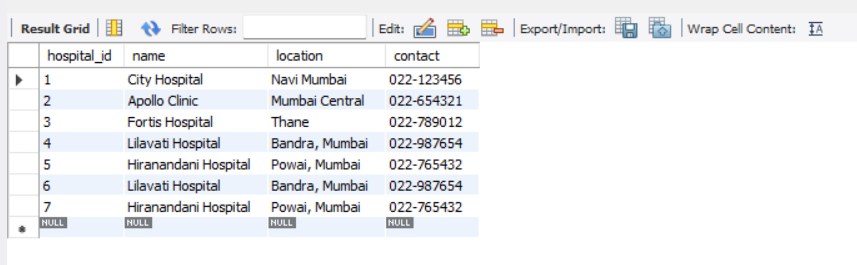 Result Grid Filter Rows: Edit: Export/Import: Wrap Cell Content: IA
hospital_id name location contact
1 City Hospital Navi Mumbai 022-123456
2 Apollo Clinic Mumbai Central 022-654321
3 Fortis Hospital Thane 022-789012
4 Lilavati Hospital Bandra, Mumbai 022-987654
5 Hiranandani Hospital Powai, Mumbai 022-765432
6 Lilavati Hospital Bandra, Mumbai 022-987654
7 Hiranandani Hospital Powai, Mumbai 022-765432
NULL NULL NULL NULL